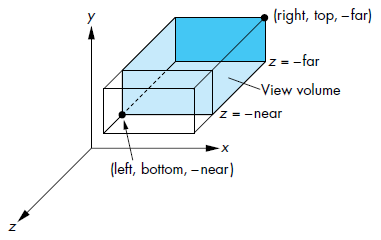 y
(right, top, −far)
z = −far
View volume
z = −near
x
(left, bottom, −near)
z